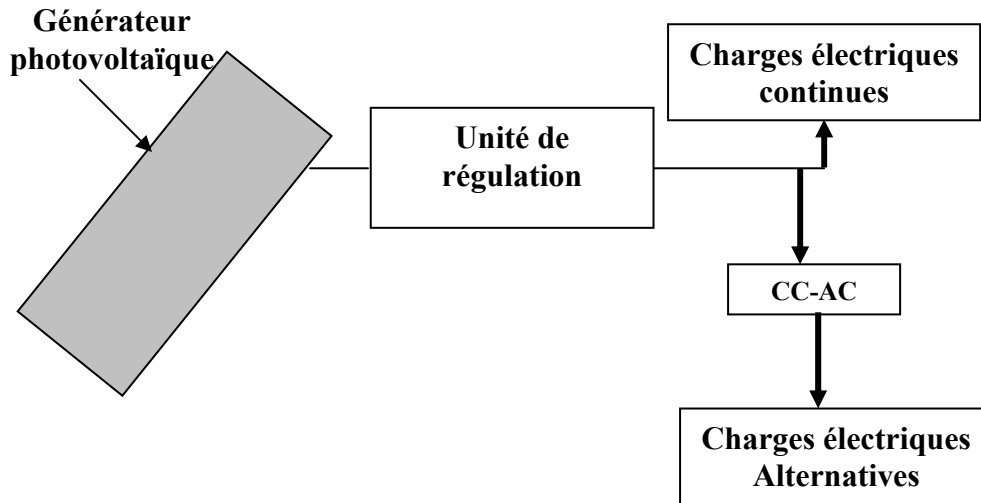 Générateur
photovoltaïque
Charges électriques
continues
Unité de
régulation
CC-AC
Charges électriques
Alternatives